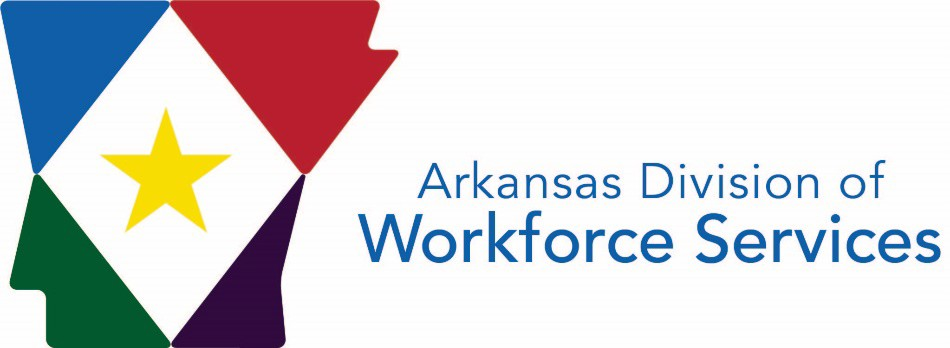 Arkansas Division of
Workforce Services